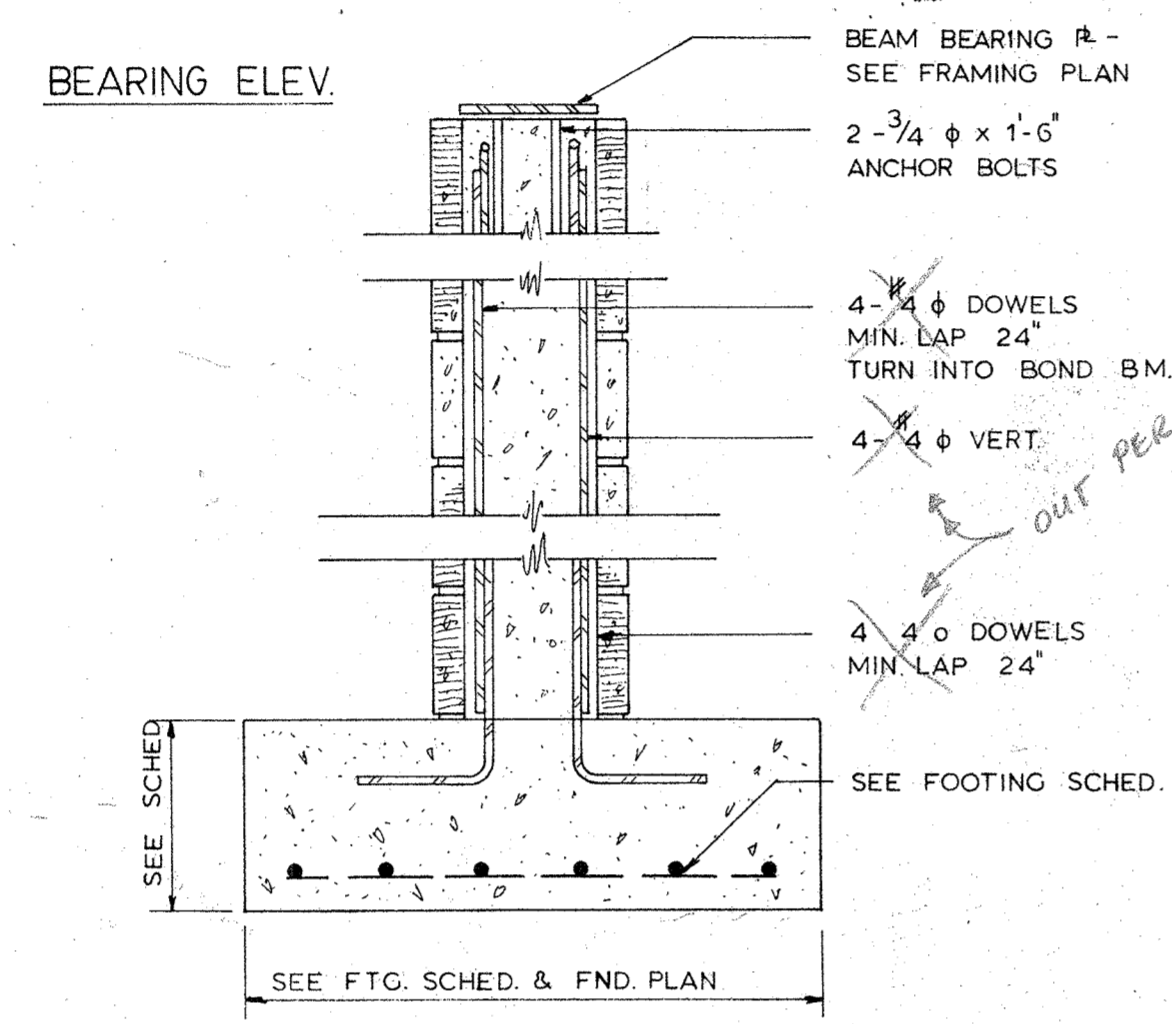 BEARING ELEV.
BEAM BEARING ⅊ -
SEE FRAMING PLAN
2 - 3/4 ϕ x 1'-6"
ANCHOR BOLTS
4 - #4 ϕ DOWELS
MIN. LAP 24"
TURN INTO BOND BM.
4 - #4 ϕ VERT
OUT PER
4 4 o DOWELS
MIN. LAP 24"
SEE FOOTING SCHED.
SEE SCHED
SEE FTG. SCHED. & FND. PLAN